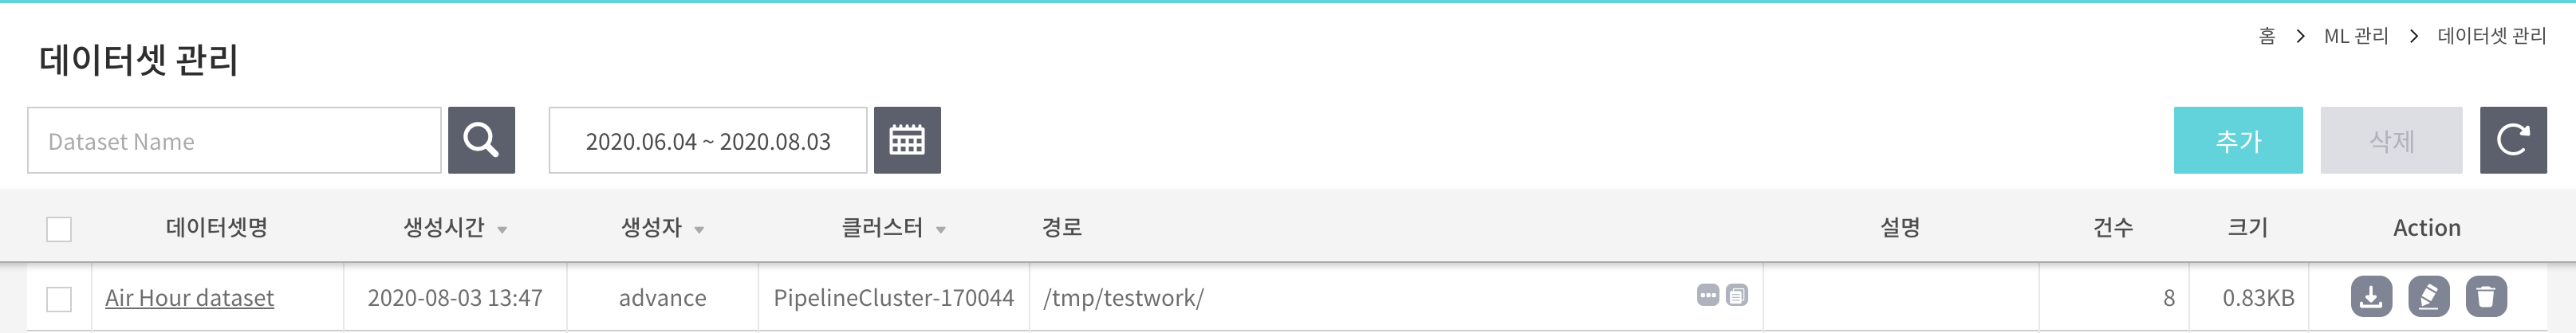 홈 > ML 관리 > 데이터셋 관리
데이터셋 관리
Dataset Name 2020.06.04 ~ 2020.08.03 추가 삭제
데이터셋명 생성시간 생성자 클러스터 경로 설명 건수 크기 Action
Air Hour dataset 2020-08-03 13:47 advance PipelineCluster-170044 /tmp/testwork/ 8 0.83KB